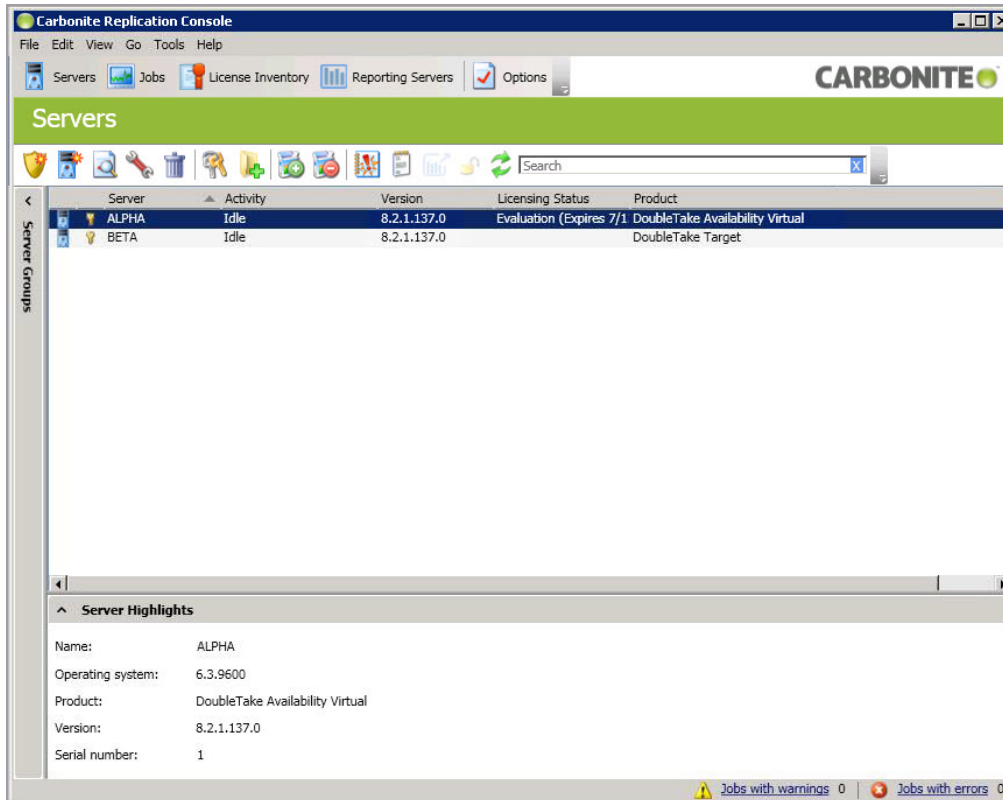 Carbonite Replication Console
File Edit View Go Tools Help
Servers Jobs License Inventory Reporting Servers Options CARBONITE
Servers
Search
Server Groups
Server Activity Version Licensing Status Product
ALPHA Idle 8.2.1.137.0 Evaluation (Expires 7/1 DoubleTake Availability Virtual
BETA Idle 8.2.1.137.0 DoubleTake Target
Server Highlights
Name: ALPHA
Operating system: 6.3.9600
Product: DoubleTake Availability Virtual
Version: 8.2.1.137.0
Serial number: 1
Jobs with warnings 0 Jobs with errors 0